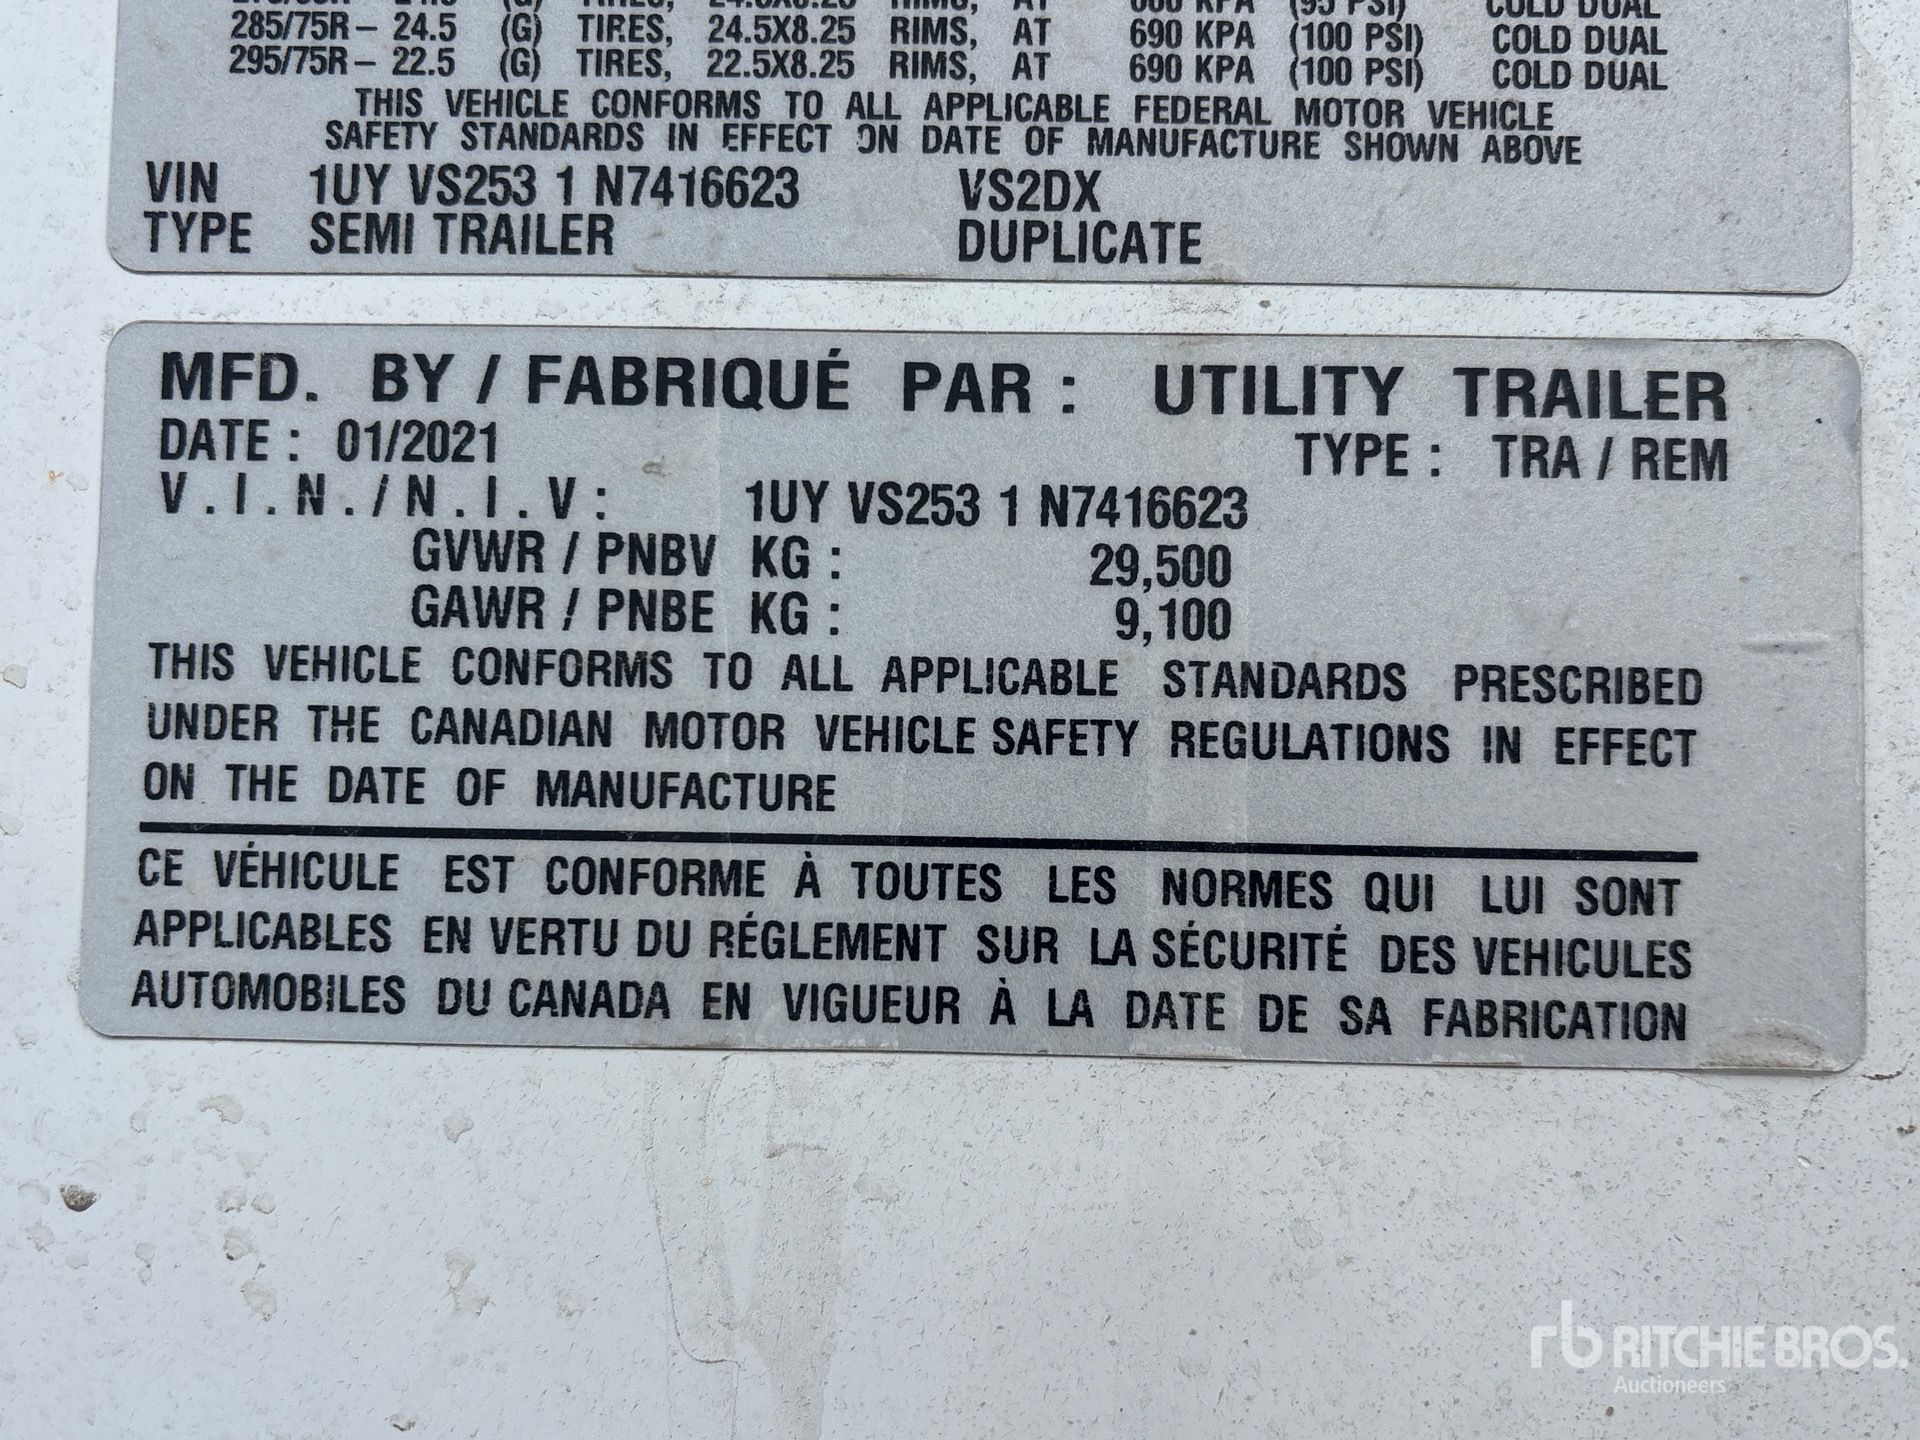 285/75R – 24.5 (G) TIRES, 24.5X8.25 RIMS, AT 690 KPA (100 PSI) COLD DUAL
295/75R – 22.5 (G) TIRES, 22.5X8.25 RIMS, AT 690 KPA (100 PSI) COLD DUAL
THIS VEHICLE CONFORMS TO ALL APPLICABLE FEDERAL MOTOR VEHICLE
SAFETY STANDARDS IN EFFECT ON DATE OF MANUFACTURE SHOWN ABOVE
VIN 1UY VS253 1 N7416623 VS2DX
TYPE SEMI TRAILER DUPLICATE
MFD. BY / FABRIQUÉ PAR : UTILITY TRAILER
DATE : 01/2021 TYPE : TRA / REM
V.I.N./N.I.V: 1UY VS253 1 N7416623
GVWR / PNBV KG : 29,500
GAWR / PNBE KG : 9,100
THIS VEHICLE CONFORMS TO ALL APPLICABLE STANDARDS PRESCRIBED
UNDER THE CANADIAN MOTOR VEHICLE SAFETY REGULATIONS IN EFFECT
ON THE DATE OF MANUFACTURE
CE VÉHICULE EST CONFORME À TOUTES LES NORMES QUI LUI SONT
APPLICABLES EN VERTU DU RÉGLEMENT SUR LA SÉCURITÉ DES VEHICULES
AUTOMOBILES DU CANADA EN VIGUEUR À LA DATE DE SA FABRICATION
rb RITCHIE BROS.
Auctioneers